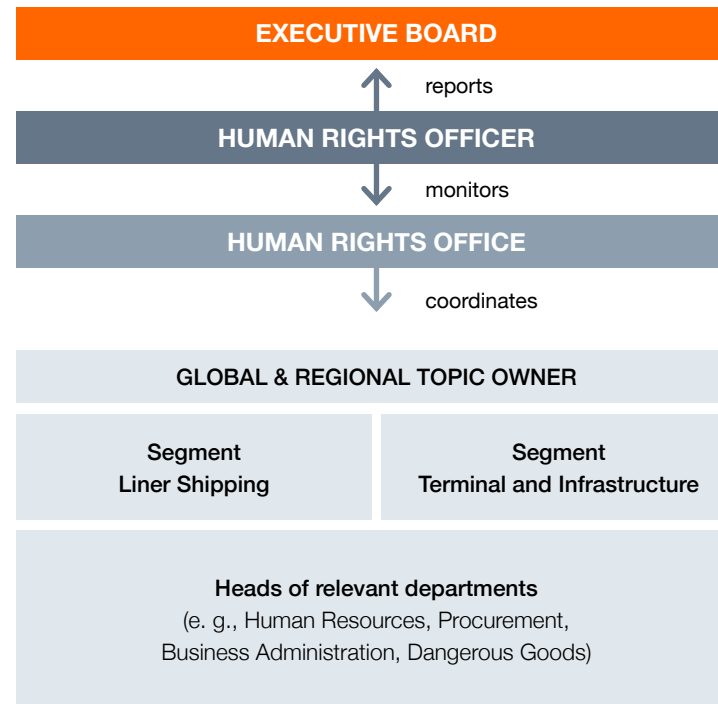 EXECUTIVE BOARD
reports
HUMAN RIGHTS OFFICER
monitors
HUMAN RIGHTS OFFICE
coordinates
GLOBAL & REGIONAL TOPIC OWNER
Segment
Liner Shipping
Segment
Terminal and Infrastructure
Heads of relevant departments
(e. g., Human Resources, Procurement,
Business Administration, Dangerous Goods)